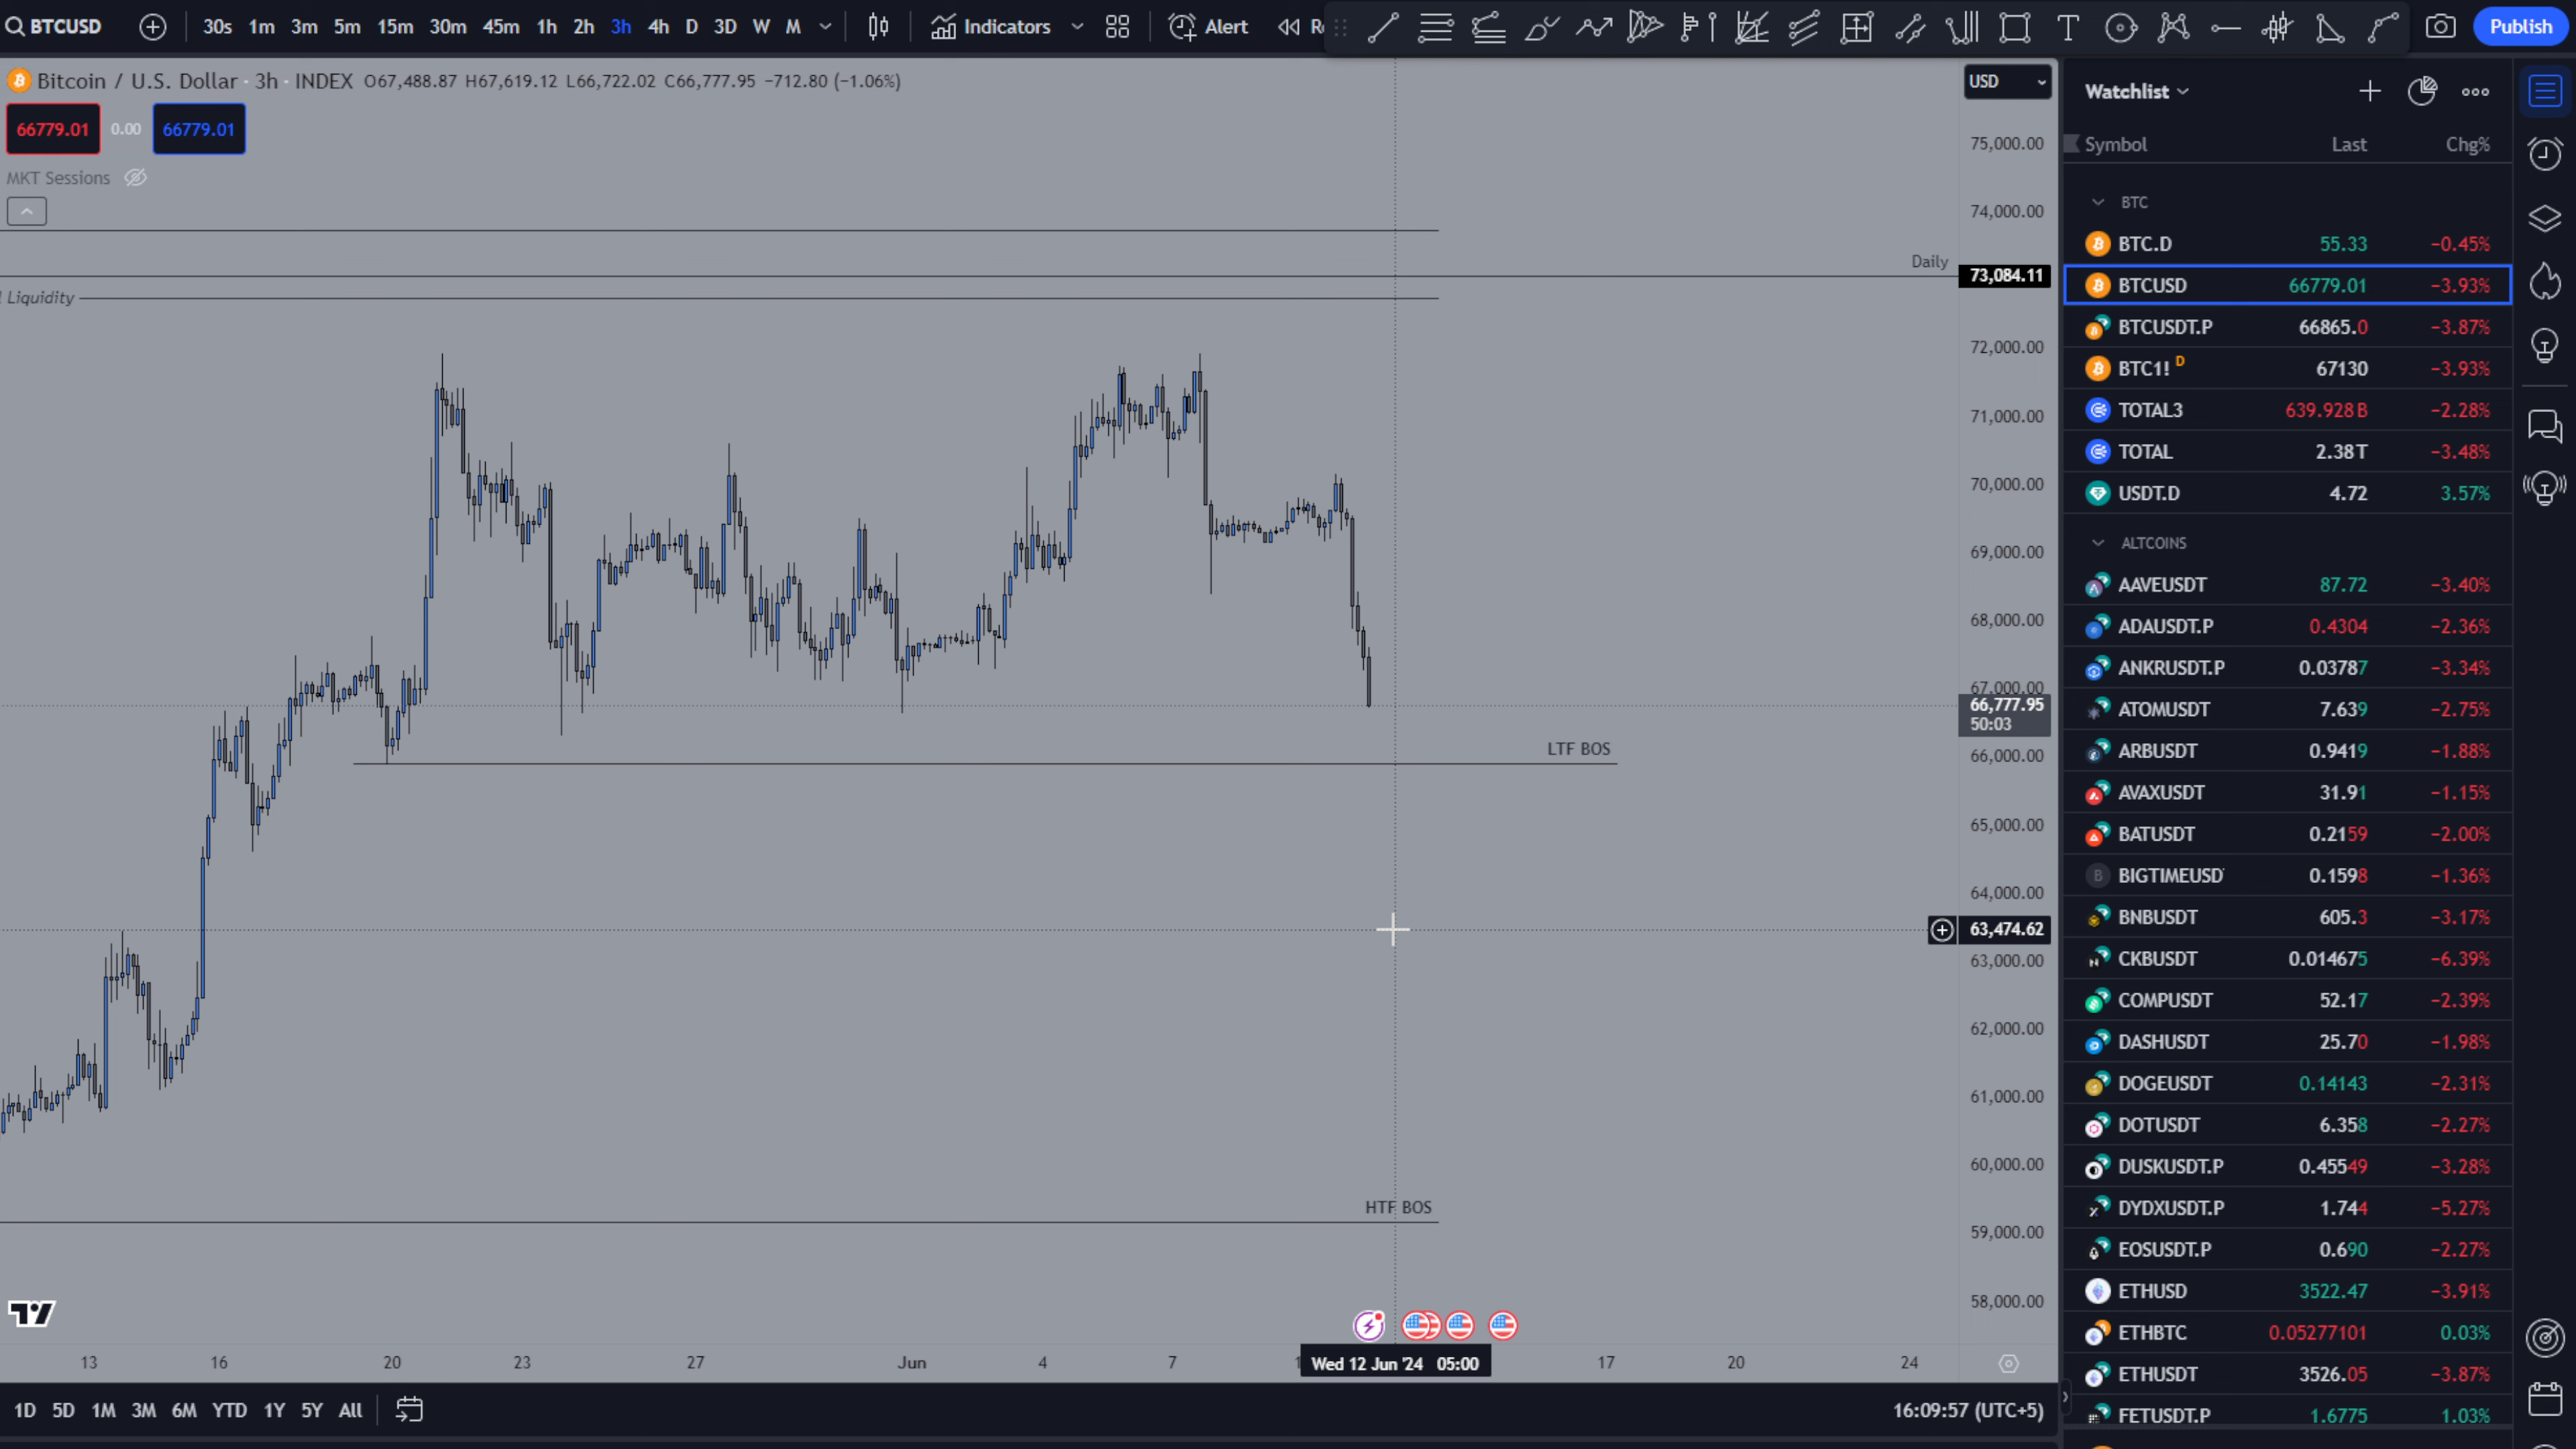 BTCUSD 30s 1m 3m 5m 15m 30m 45m 1h 2h 3h 4h D 3D W M Indicators Alert Publish
Bitcoin / U.S. Dollar · 3h · INDEX O67,488.87 H67,619.12 L66,722.02 C66,777.95 −712.80 (−1.06%)
66779.01 0.00 66779.01
MKT Sessions
USD
75,000.00
74,000.00
Daily
73,084.11
Liquidity
72,000.00
71,000.00
70,000.00
69,000.00
68,000.00
67,000.00
66,777.95
50:03
LTF BOS
66,000.00
65,000.00
64,000.00
63,474.62
63,000.00
62,000.00
61,000.00
60,000.00
HTF BOS
59,000.00
58,000.00
13 16 20 23 27 Jun 4 7 Wed 12 Jun '24 05:00 17 20 24
1D 5D 1M 3M 6M YTD 1Y 5Y All
16:09:57 (UTC+5)
Watchlist
Symbol Last Chg%
BTC
BTC.D 55.33 −0.45%
BTCUSD 66779.01 −3.93%
BTCUSDT.P 66865.0 −3.87%
BTC1! D 67130 −3.93%
TOTAL3 639.928 B −2.28%
TOTAL 2.38 T −3.48%
USDT.D 4.72 3.57%
ALTCOINS
AAVEUSDT 87.72 −3.40%
ADAUSDT.P 0.4304 −2.36%
ANKRUSDT.P 0.03787 −3.34%
ATOMUSDT 7.639 −2.75%
ARBUSDT 0.9419 −1.88%
AVAXUSDT 31.91 −1.15%
BATUSDT 0.2159 −2.00%
BIGTIMEUSD 0.1598 −1.36%
BNBUSDT 605.3 −3.17%
CKBUSDT 0.014675 −6.39%
COMPUSDT 52.17 −2.39%
DASHUSDT 25.70 −1.98%
DOGEUSDT 0.14143 −2.31%
DOTUSDT 6.358 −2.27%
DUSKUSDT.P 0.45549 −3.28%
DYDXUSDT.P 1.744 −5.27%
EOSUSDT.P 0.690 −2.27%
ETHUSD 3522.47 −3.91%
ETHBTC 0.05277101 0.03%
ETHUSDT 3526.05 −3.87%
FETUSDT.P 1.6775 1.03%